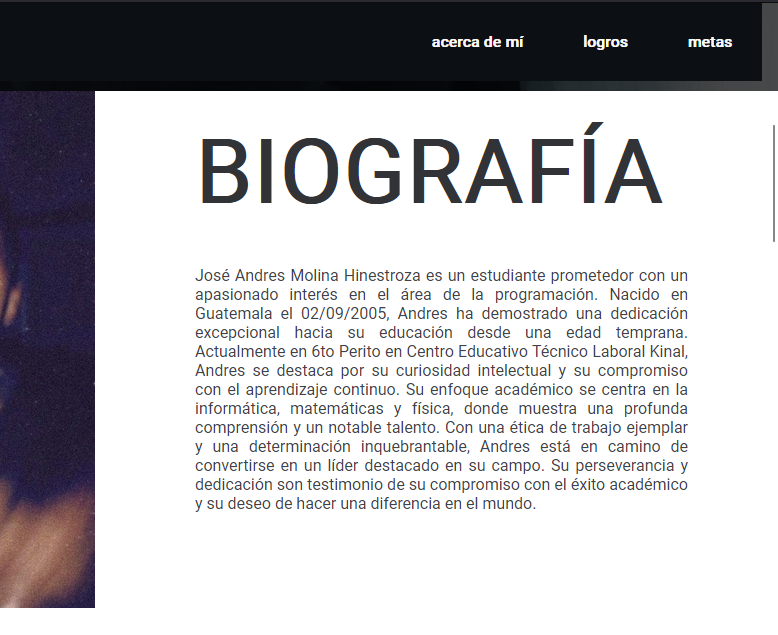 acerca de mí logros metas
BIOGRAFÍA
José Andres Molina Hinestroza es un estudiante prometedor con un
apasionado interés en el área de la programación. Nacido en
Guatemala el 02/09/2005, Andres ha demostrado una dedicación
excepcional hacia su educación desde una edad temprana.
Actualmente en 6to Perito en Centro Educativo Técnico Laboral Kinal,
Andres se destaca por su curiosidad intelectual y su compromiso
con el aprendizaje continuo. Su enfoque académico se centra en la
informática, matemáticas y física, donde muestra una profunda
comprensión y un notable talento. Con una ética de trabajo ejemplar
y una determinación inquebrantable, Andres está en camino de
convertirse en un líder destacado en su campo. Su perseverancia y
dedicación son testimonio de su compromiso con el éxito académico
y su deseo de hacer una diferencia en el mundo.